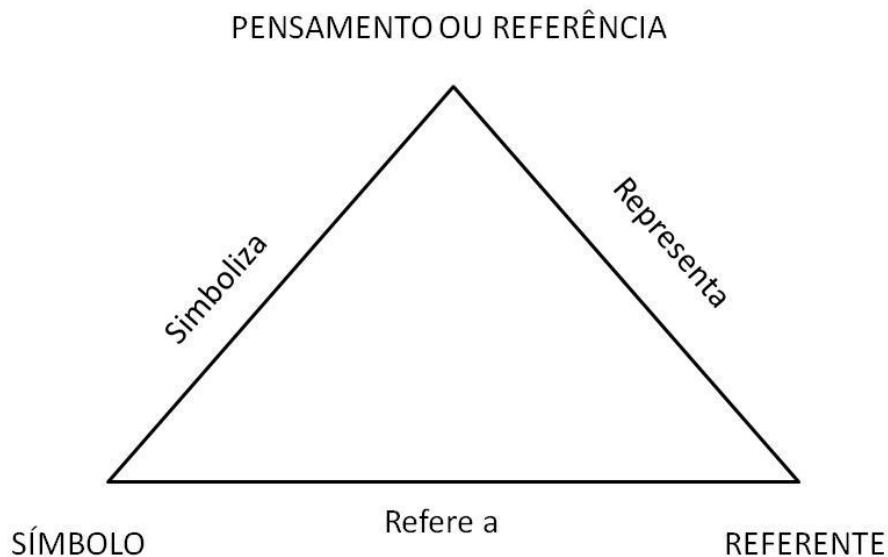 PENSAMENTO OU REFERÊNCIA
Simboliza
Representa
Refere a
SÍMBOLO
REFERENTE